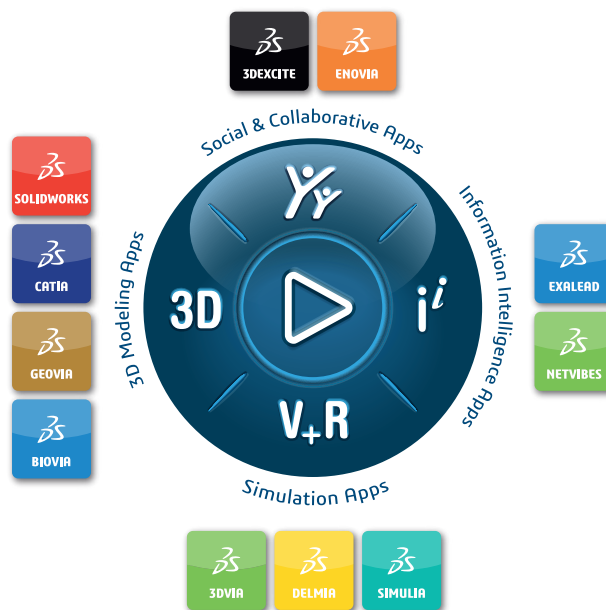 3DEXCITE
ENOVIA
Social & Collaborative Apps
SOLIDWORKS
CATIA
GEOVIA
BIOVIA
3D Modeling Apps
3D
i i
V+R
Information Intelligence Apps
EXALEAD
NETVIBES
Simulation Apps
3DVIA
DELMIA
SIMULIA